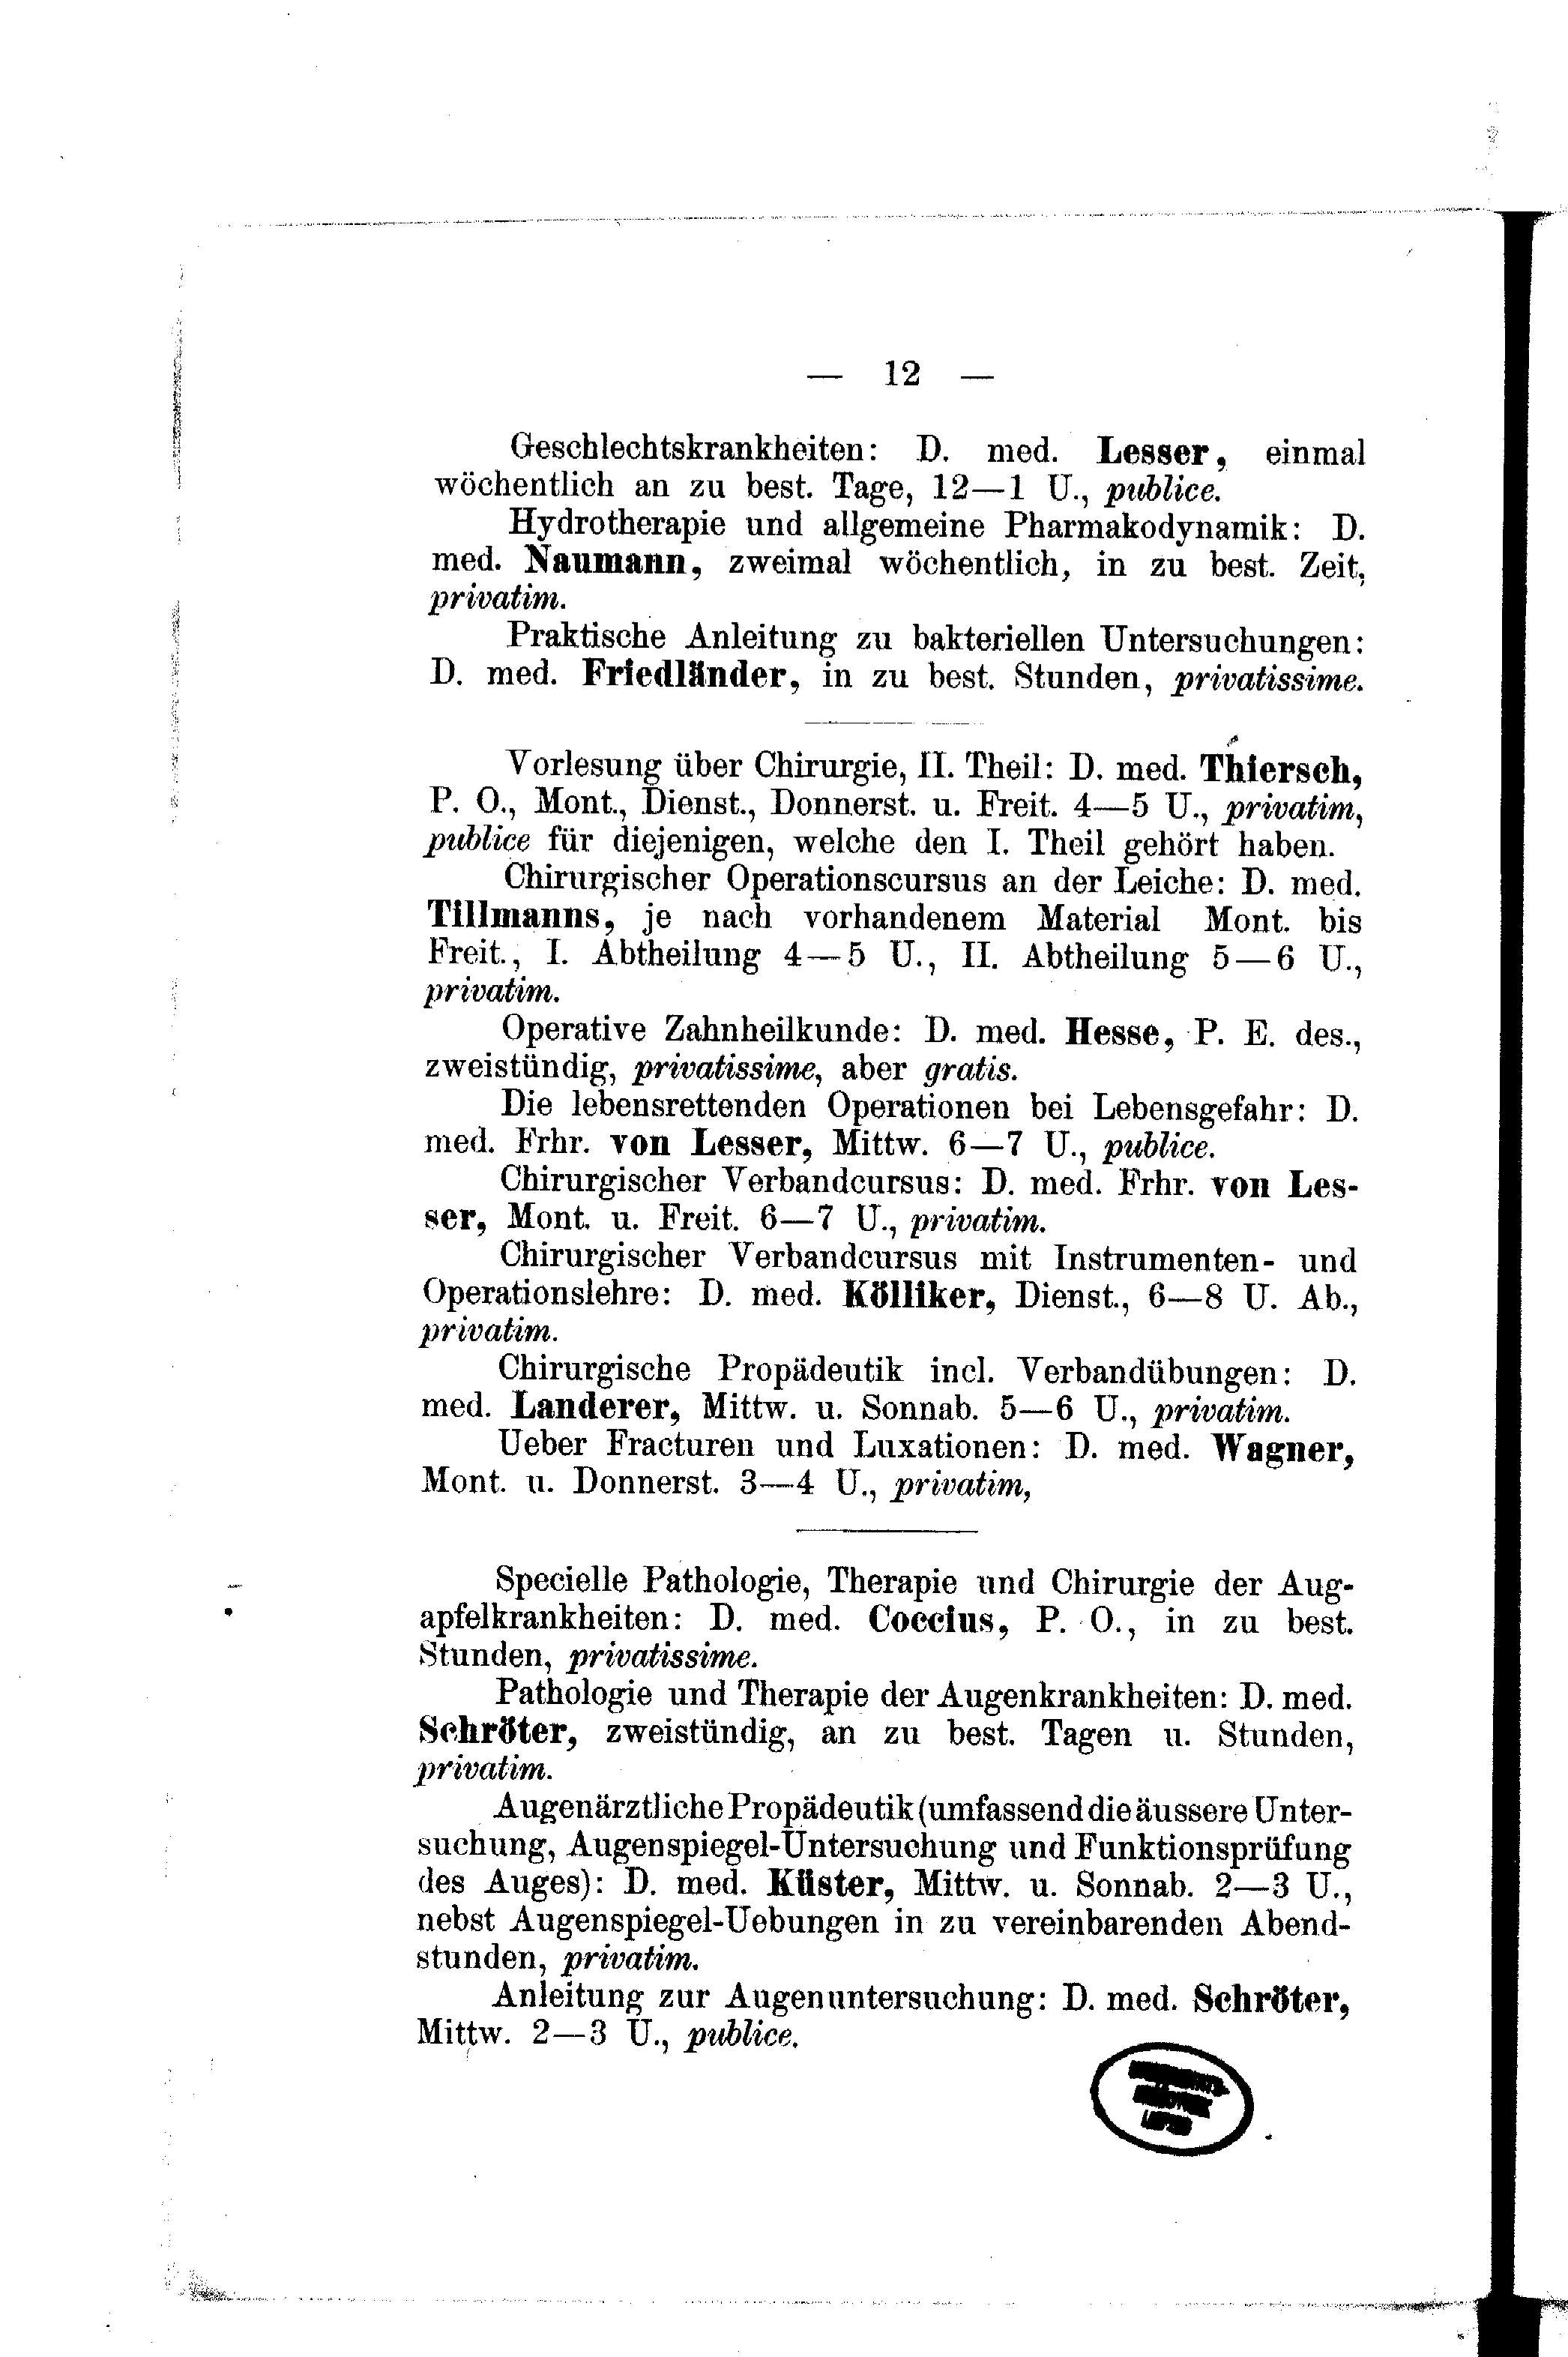 — 12 —
Geschlechtskrankheiten: D. med. Lesser, einmal
wöchentlich an zu best. Tage, 12—1 U., publice.
Hydrotherapie und allgemeine Pharmakodynamik: D.
med. Naumann, zweimal wöchentlich, in zu best. Zeit,
privatim.
Praktische Anleitung zu bakteriellen Untersuchungen:
D. med. Friedländer, in zu best. Stunden, privatissime.
Vorlesung über Chirurgie, II. Theil: D. med. Thiersch,
P. O., Mont., Dienst., Donnerst. u. Freit. 4—5 U., privatim,
publice für diejenigen, welche den I. Theil gehört haben.
Chirurgischer Operationscursus an der Leiche: D. med.
Tillmanns, je nach vorhandenem Material Mont. bis
Freit., I. Abtheilung 4—5 U., II. Abtheilung 5—6 U.,
privatim.
Operative Zahnheilkunde: D. med. Hesse, P. E. des.,
zweistündig, privatissime, aber gratis.
Die lebensrettenden Operationen bei Lebensgefahr: D.
med. Frhr. von Lesser, Mittw. 6—7 U., publice.
Chirurgischer Verbandcursus: D. med. Frhr. von Les-
ser, Mont. u. Freit. 6—7 U., privatim.
Chirurgischer Verbandcursus mit Instrumenten- und
Operationslehre: D. med. Kölliker, Dienst., 6—8 U. Ab.,
privatim.
Chirurgische Propädeutik incl. Verbandübungen: D.
med. Landerer, Mittw. u. Sonnab. 5—6 U., privatim.
Ueber Fracturen und Luxationen: D. med. Wagner,
Mont. u. Donnerst. 3—4 U., privatim,
Specielle Pathologie, Therapie und Chirurgie der Aug-
apfelkrankheiten: D. med. Coccius, P. O., in zu best.
Stunden, privatissime.
Pathologie und Therapie der Augenkrankheiten: D. med.
Schröter, zweistündig, an zu best. Tagen u. Stunden,
privatim.
Augenärztliche Propädeutik (umfassend die äussere Unter-
suchung, Augenspiegel-Untersuchung und Funktionsprüfung
des Auges): D. med. Küster, Mittw. u. Sonnab. 2—3 U.,
nebst Augenspiegel-Uebungen in zu vereinbarenden Abend-
stunden, privatim.
Anleitung zur Augenuntersuchung: D. med. Schröter,
Mittw. 2—3 U., publice.